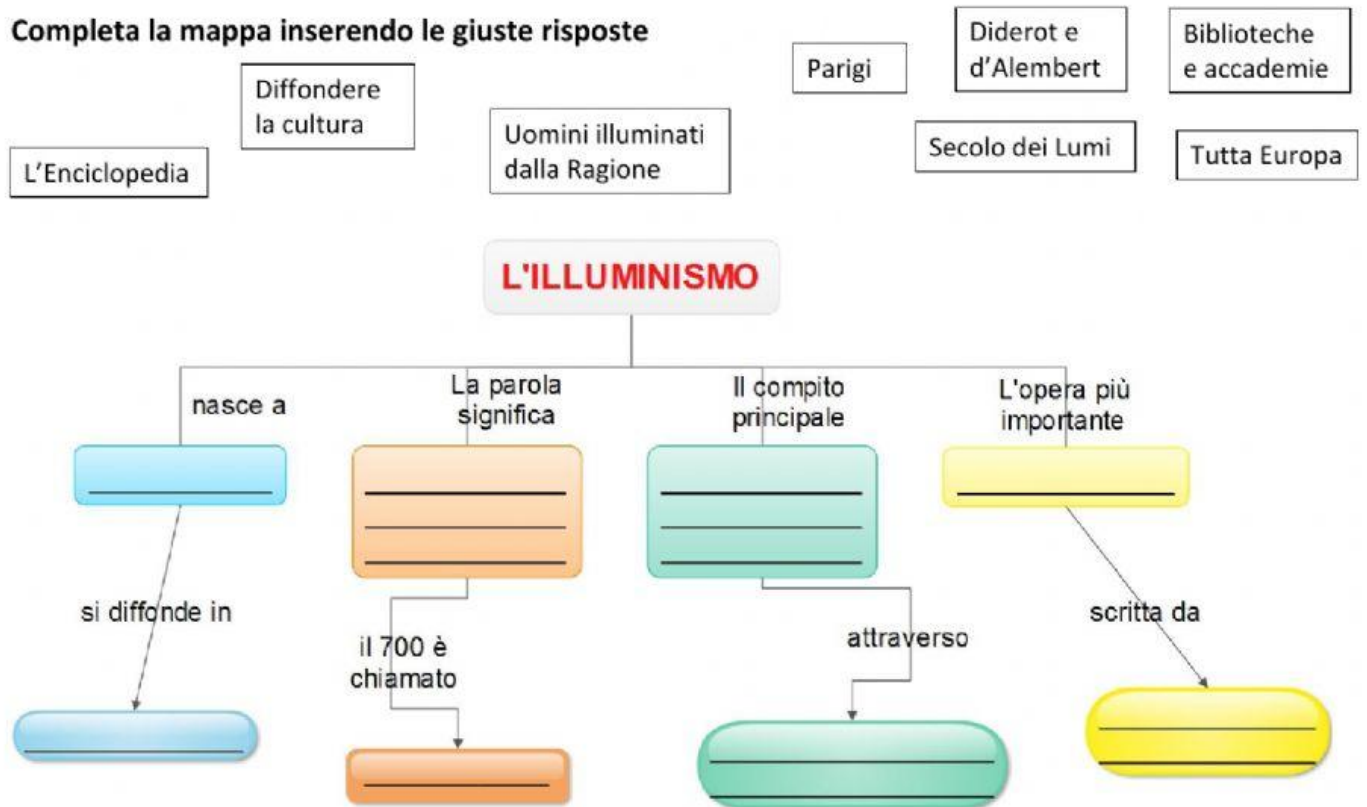 Completa la mappa inserendo le giuste risposte
Parigi
Diderot e
d'Alembert
Biblioteche
e accademie
Diffondere
la cultura
Uomini illuminati
dalla Ragione
Secolo dei Lumi
Tutta Europa
L'Enciclopedia
L'ILLUMINISMO
nasce a
La parola
significa
Il compito
principale
L'opera più
importante
si diffonde in
il 700 è
chiamato
attraverso
scritta da